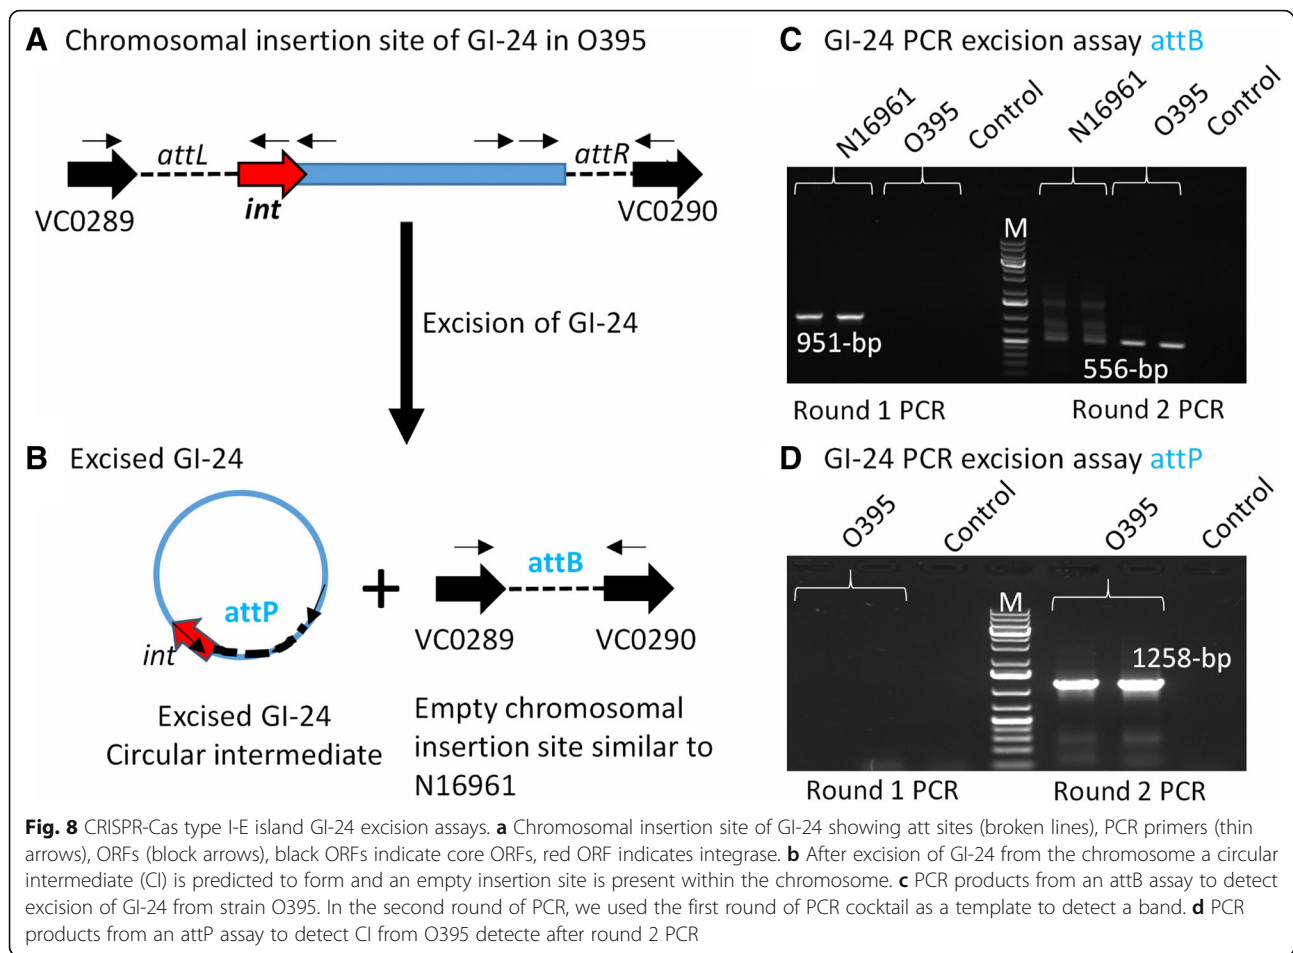 A Chromosomal insertion site of GI-24 in O395
attL
attR
int
VC0289
VC0290
Excision of GI-24
B Excised GI-24
attP
int
attB
VC0289
VC0290
Excised GI-24
Circular intermediate
Empty chromosomal
insertion site similar to
N16961
C GI-24 PCR excision assay attB
N16961
O395
Control
N16961
O395
Control
M
951-bp
556-bp
Round 1 PCR
Round 2 PCR
D GI-24 PCR excision assay attP
O395
Control
O395
Control
M
1258-bp
Round 1 PCR
Round 2 PCR
Fig. 8 CRISPR-Cas type I-E island GI-24 excision assays. a Chromosomal insertion site of GI-24 showing att sites (broken lines), PCR primers (thin
arrows), ORFs (block arrows), black ORFs indicate core ORFs, red ORF indicates integrase. b After excision of GI-24 from the chromosome a circular
intermediate (CI) is predicted to form and an empty insertion site is present within the chromosome. c PCR products from an attB assay to detect
excision of GI-24 from strain O395. In the second round of PCR, we used the first round of PCR cocktail as a template to detect a band. d PCR
products from an attP assay to detect CI from O395 detecte after round 2 PCR